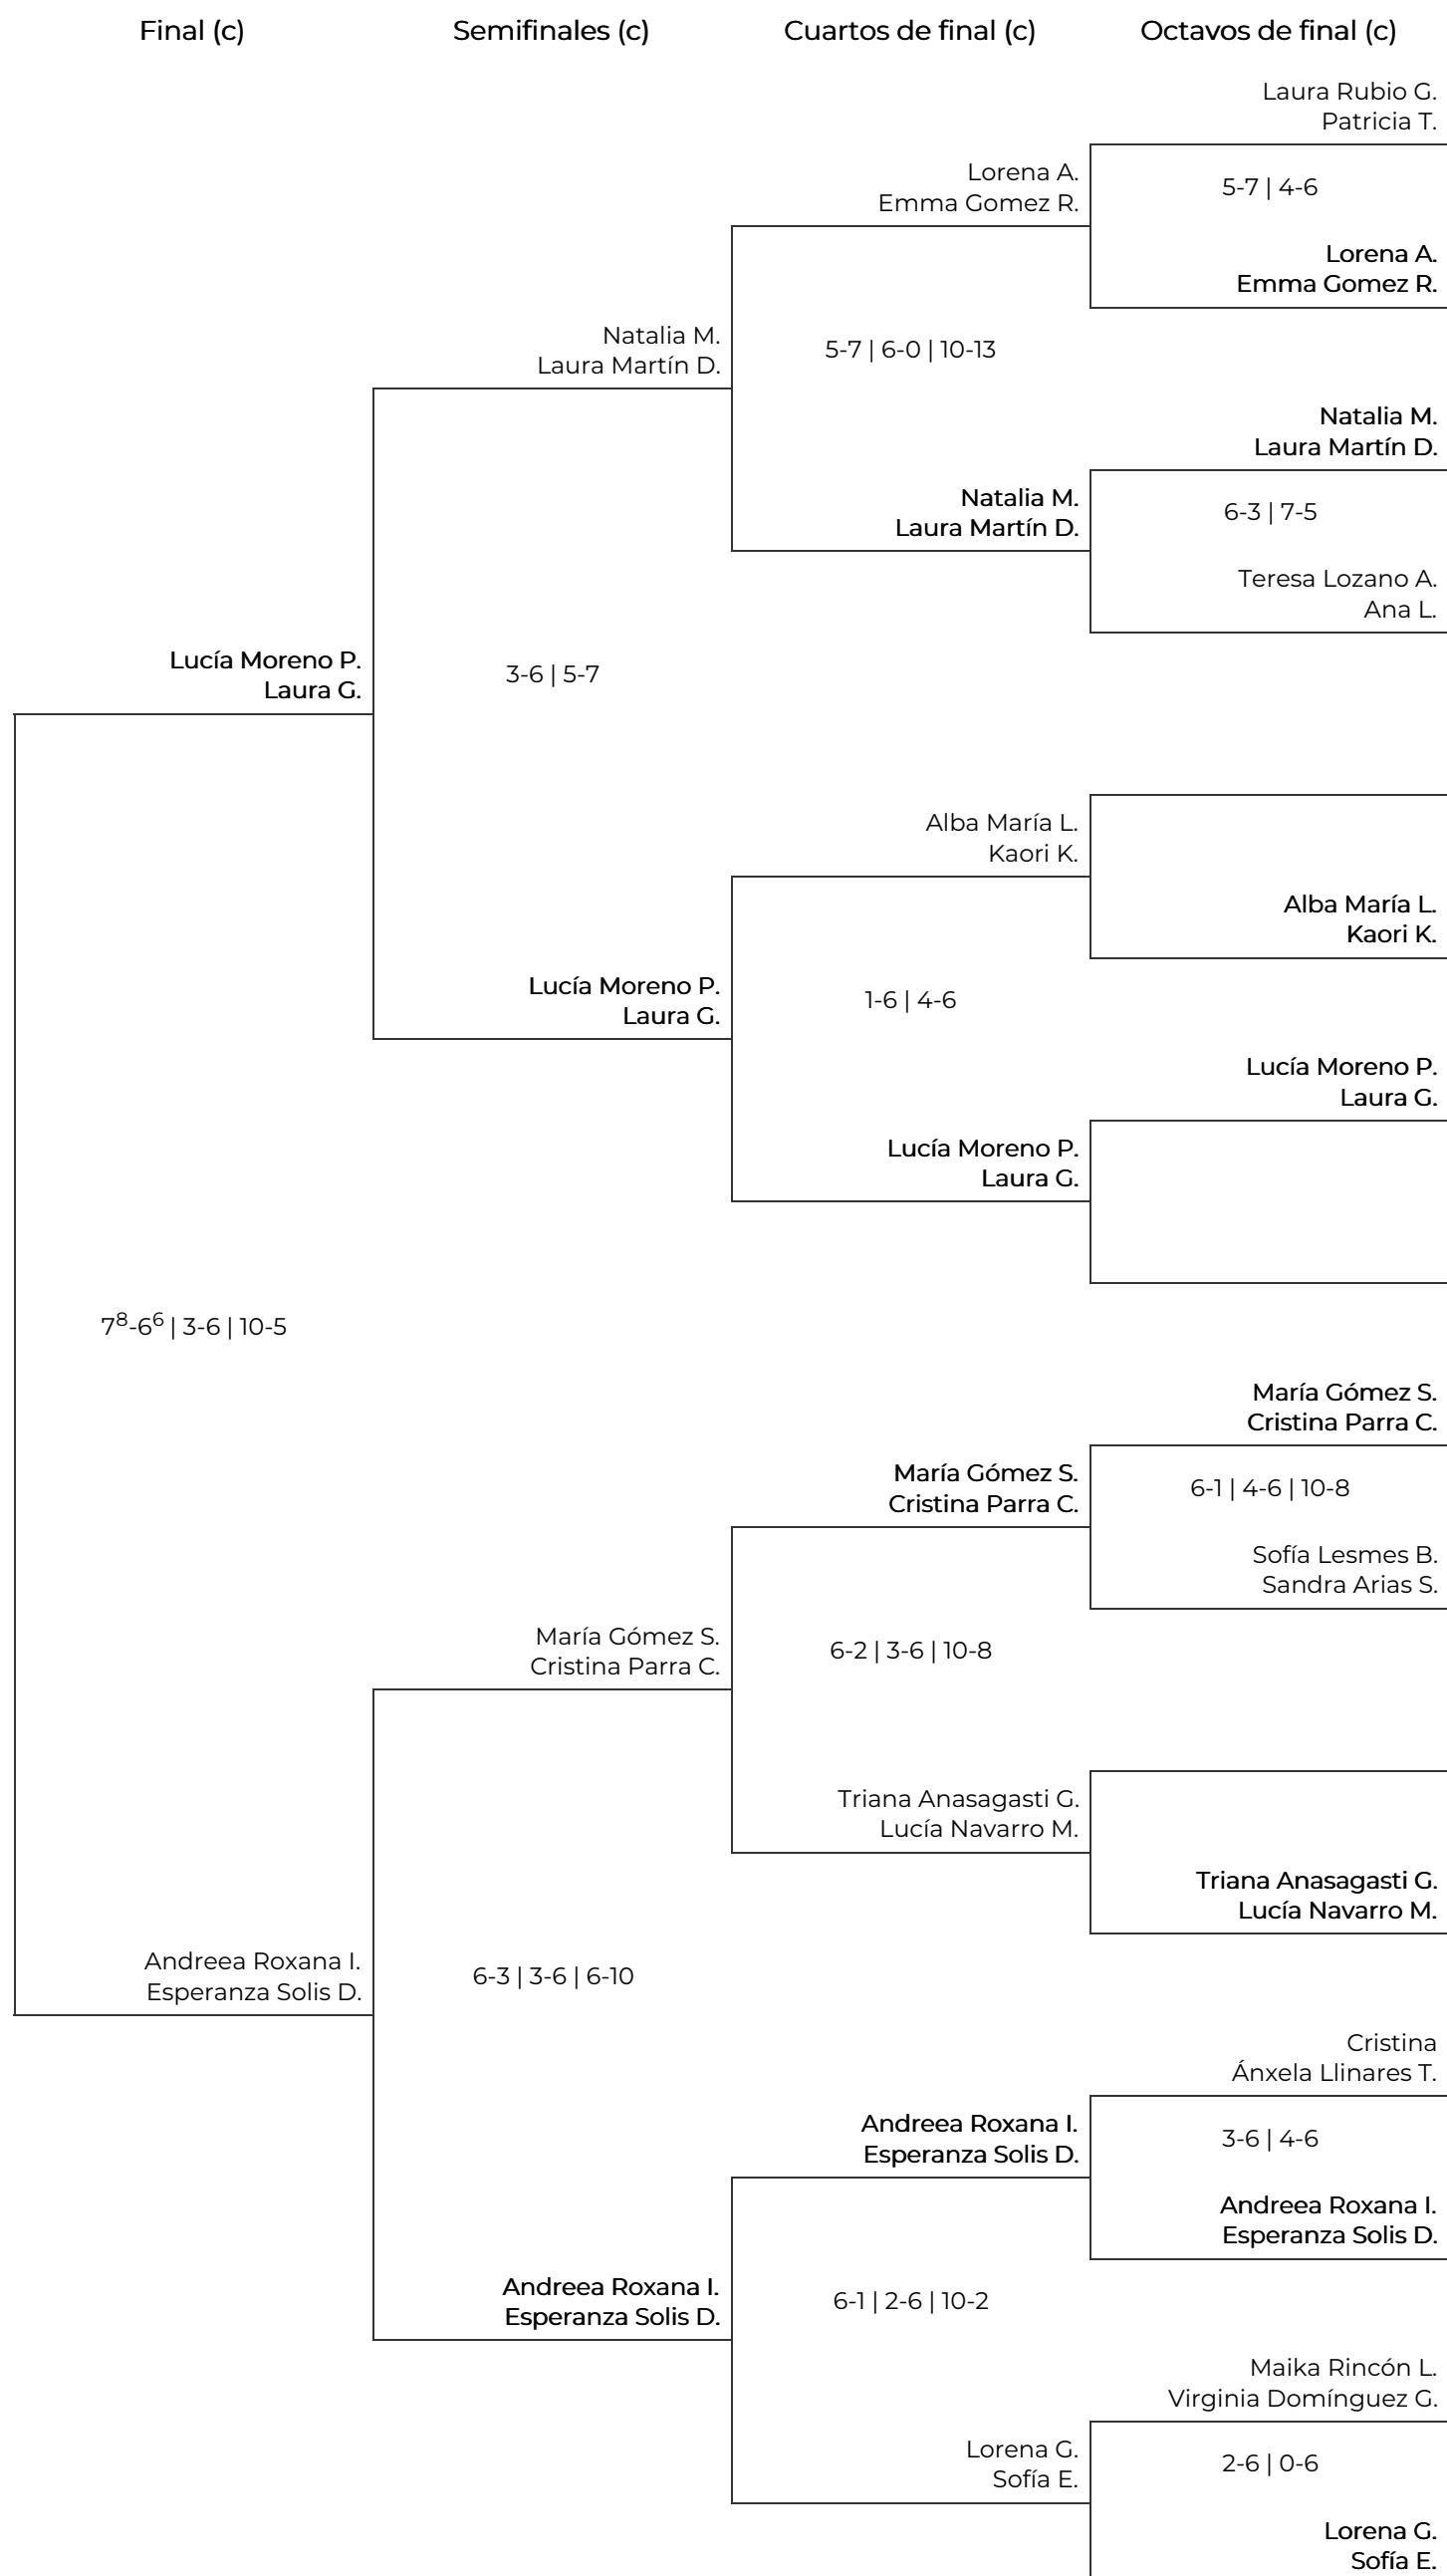 Final (c)
Semifinales (c)
Cuartos de final (c)
Octavos de final (c)
Laura Rubio G.
Patricia T.
5-7 | 4-6
Lorena A.
Emma Gomez R.
Lorena A.
Emma Gomez R.
5-7 | 6-0 | 10-13
Natalia M.
Laura Martín D.
Natalia M.
Laura Martín D.
6-3 | 7-5
Teresa Lozano A.
Ana L.
Natalia M.
Laura Martín D.
3-6 | 5-7
Lucía Moreno P.
Laura G.
Alba María L.
Kaori K.
Alba María L.
Kaori K.
1-6 | 4-6
Lucía Moreno P.
Laura G.
Lucía Moreno P.
Laura G.
Lucía Moreno P.
Laura G.
7⁸-6⁶ | 3-6 | 10-5
María Gómez S.
Cristina Parra C.
6-1 | 4-6 | 10-8
Sofía Lesmes B.
Sandra Arias S.
María Gómez S.
Cristina Parra C.
6-2 | 3-6 | 10-8
Triana Anasagasti G.
Lucía Navarro M.
Triana Anasagasti G.
Lucía Navarro M.
María Gómez S.
Cristina Parra C.
6-3 | 3-6 | 6-10
Andreea Roxana I.
Esperanza Solis D.
Cristina
Ánxela Llinares T.
3-6 | 4-6
Andreea Roxana I.
Esperanza Solis D.
Andreea Roxana I.
Esperanza Solis D.
6-1 | 2-6 | 10-2
Andreea Roxana I.
Esperanza Solis D.
Maika Rincón L.
Virginia Domínguez G.
2-6 | 0-6
Lorena G.
Sofía E.
Lorena G.
Sofía E.